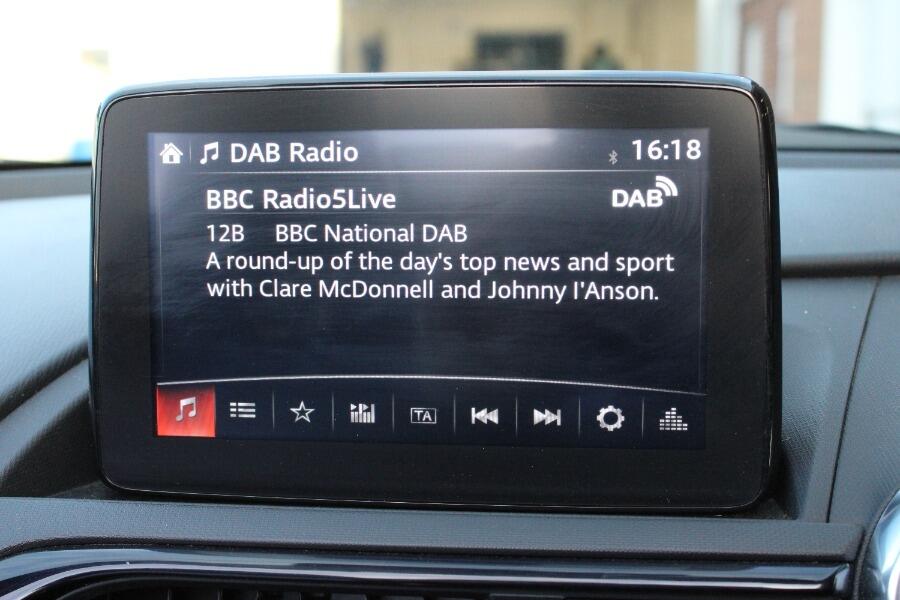 DAB Radio 16:18
BBC Radio5Live DAB
12B BBC National DAB
A round-up of the day's top news and sport
with Clare McDonnell and Johnny I'Anson.
TA